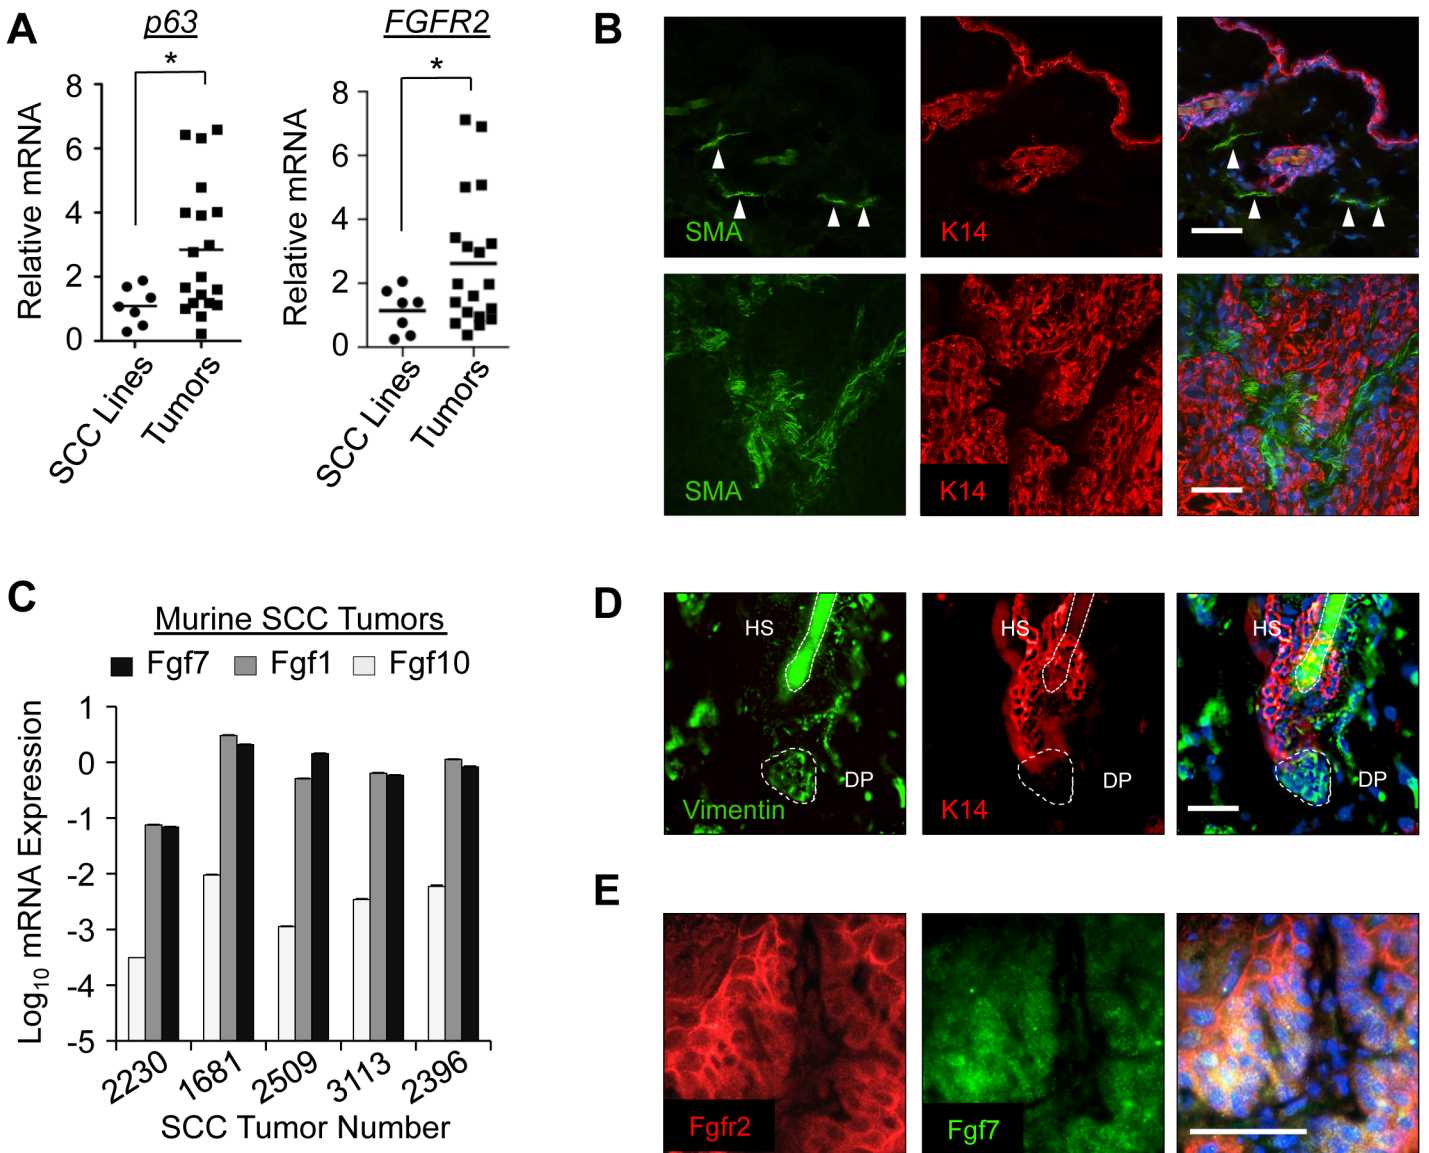 A
p63
FGFR2
*
*
Relative mRNA
8
6
4
2
0
SCC Lines
Tumors
Relative mRNA
8
6
4
2
0
SCC Lines
Tumors
B
SMA
K14
SMA
K14
C
Murine SCC Tumors
Fgf7 Fgf1 Fgf10
Log10 mRNA Expression
1
0
-1
-2
-3
-4
-5
2230 1681 2509 3113 2396
SCC Tumor Number
D
HS HS HS
DP DP DP
Vimentin
K14
E
Fgfr2
Fgf7